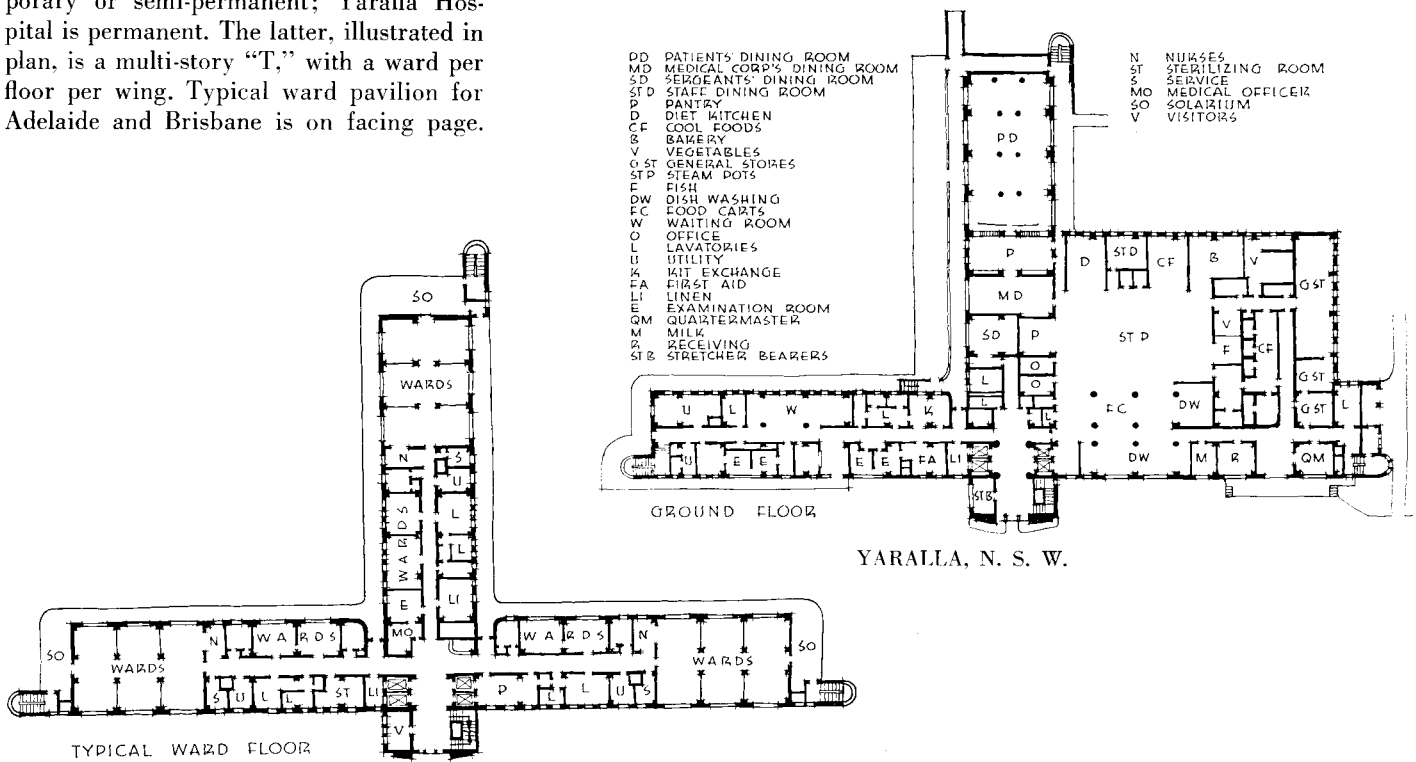 porary or semi-permanent; Yaralla Hos-
pital is permanent. The latter, illustrated in
plan, is a multi-story “T,” with a ward per
floor per wing. Typical ward pavilion for
Adelaide and Brisbane is on facing page.
PD PATIENTS' DINING ROOM
MD MEDICAL CORP'S DINING ROOM
SD SERGEANTS' DINING ROOM
ST D STAFF DINING ROOM
P PANTRY
D DIET KITCHEN
CF COOL FOODS
B BAKERY
V VEGETABLES
G ST GENERAL STORES
ST P STEAM POTS
F FISH
DW DISH WASHING
FC FOOD CARTS
W WAITING ROOM
O OFFICE
L LAVATORIES
U UTILITY
K KIT EXCHANGE
FA FIRST AID
LI LINEN
E EXAMINATION ROOM
QM QUARTERMASTER
M MILK
R RECEIVING
ST B STRETCHER BEARERS
N NURSES
ST STERILIZING ROOM
S SERVICE
MO MEDICAL OFFICER
SO SOLARIUM
V VISITORS
PD
P
D
ST D
CF
B
V
G ST
MD
SD
P
ST P
V
F
CF
O
O
L
L
L
G ST
G ST
L
FC
DW
U
L
W
L
K
U
E
E
E
E
FA
LI
DW
M
R
QM
ST B
GROUND FLOOR
YARALLA, N. S. W.
SO
WARDS
N
S
U
WARDS
L
L
E
LI
MO
SO
WARDS
N
WARDS
S
U
L
L
ST
LI
WARDS
N
WARDS
SO
P
L
L
U
S
V
TYPICAL WARD FLOOR